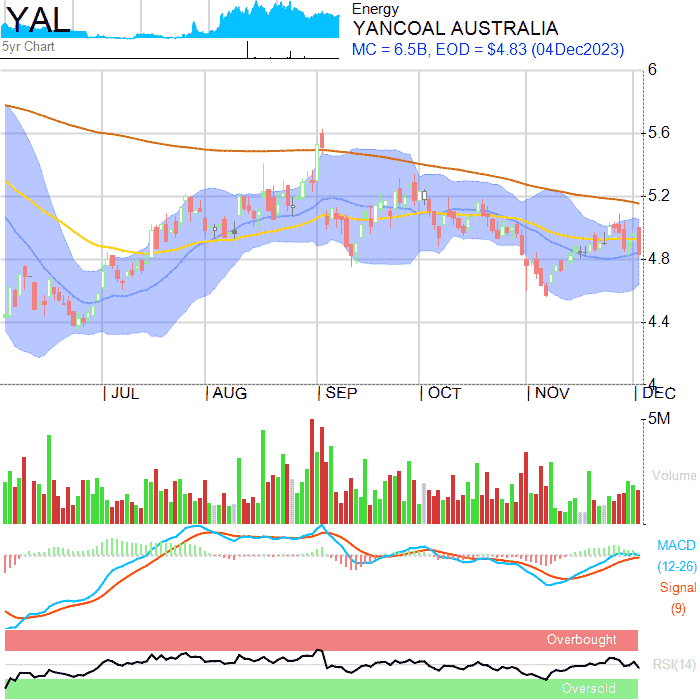 YAL
Energy
YANCOAL AUSTRALIA
5yr Chart
MC = 6.5B, EOD = $4.83 (04Dec2023)
6
5.6
5.2
4.8
4.4
4
JUL AUG SEP OCT NOV DEC
5M
Volume
MACD
(12-26)
Signal
(9)
Overbought
RSI(14)
Oversold